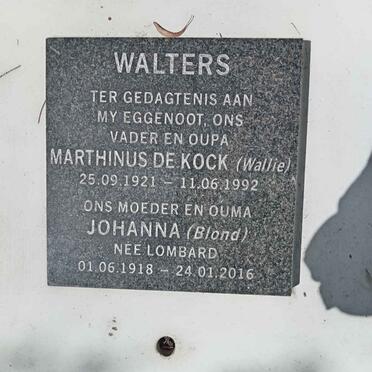 WALTERS
TER GEDAGTENIS AAN
MY EGGENOOT, ONS
VADER EN OUPA
MARTHINUS DE KOCK (Wallie)
25.09.1921 – 11.06.1992
ONS MOEDER EN OUMA
JOHANNA (Blond)
NEE LOMBARD
01.06.1918 – 24.01.2016